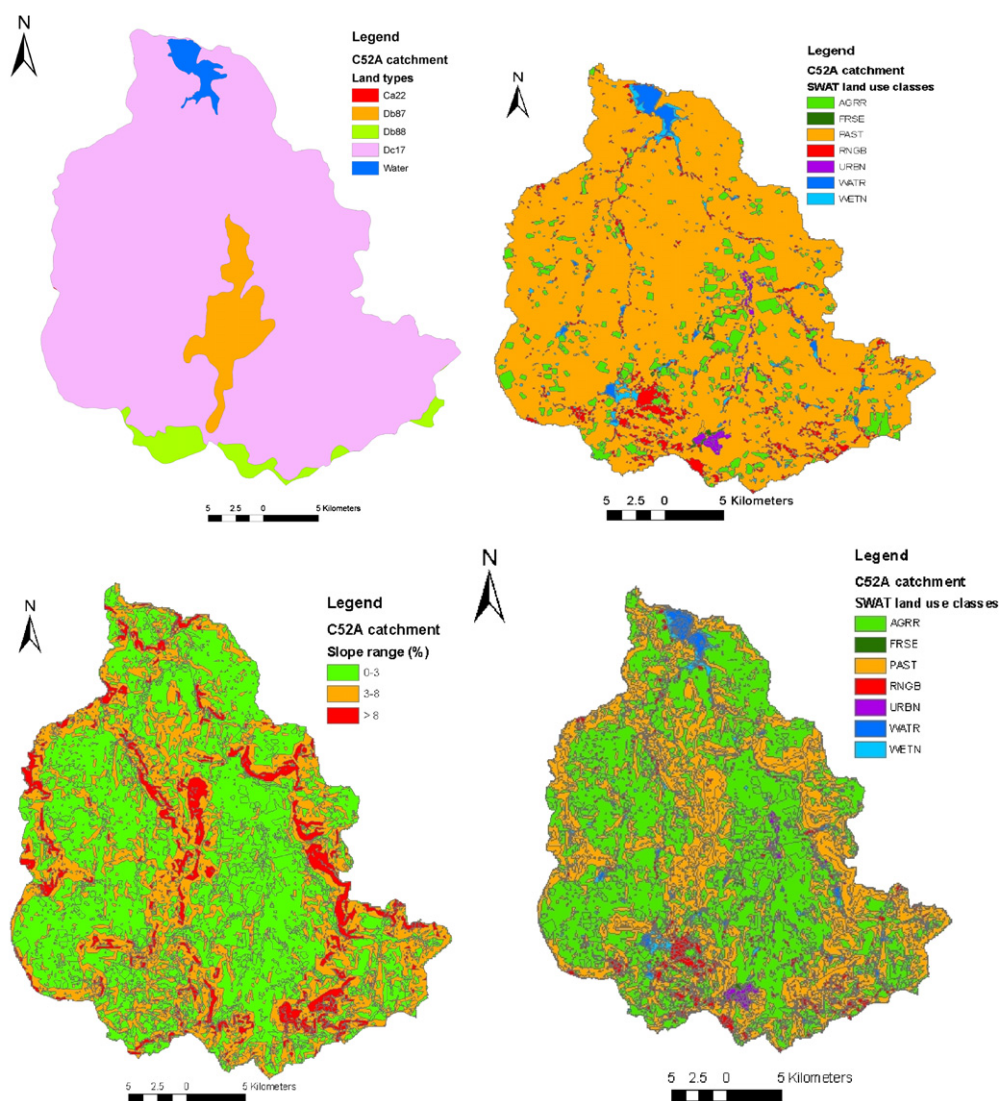 N
Legend
C52A catchment
Land types
Ca22
Db87
Db88
Dc17
Water
5 2.5 0 5 Kilometers
N
Legend
C52A catchment
SWAT land use classes
AGRR
FRSE
PAST
RNGB
URBN
WATR
WETN
5 2.5 0 5 Kilometers
N
Legend
C52A catchment
Slope range (%)
0-3
3-8
> 8
5 2.5 0 5 Kilometers
N
Legend
C52A catchment
SWAT land use classes
AGRR
FRSE
PAST
RNGB
URBN
WATR
WETN
5 2.5 0 5 Kilometers